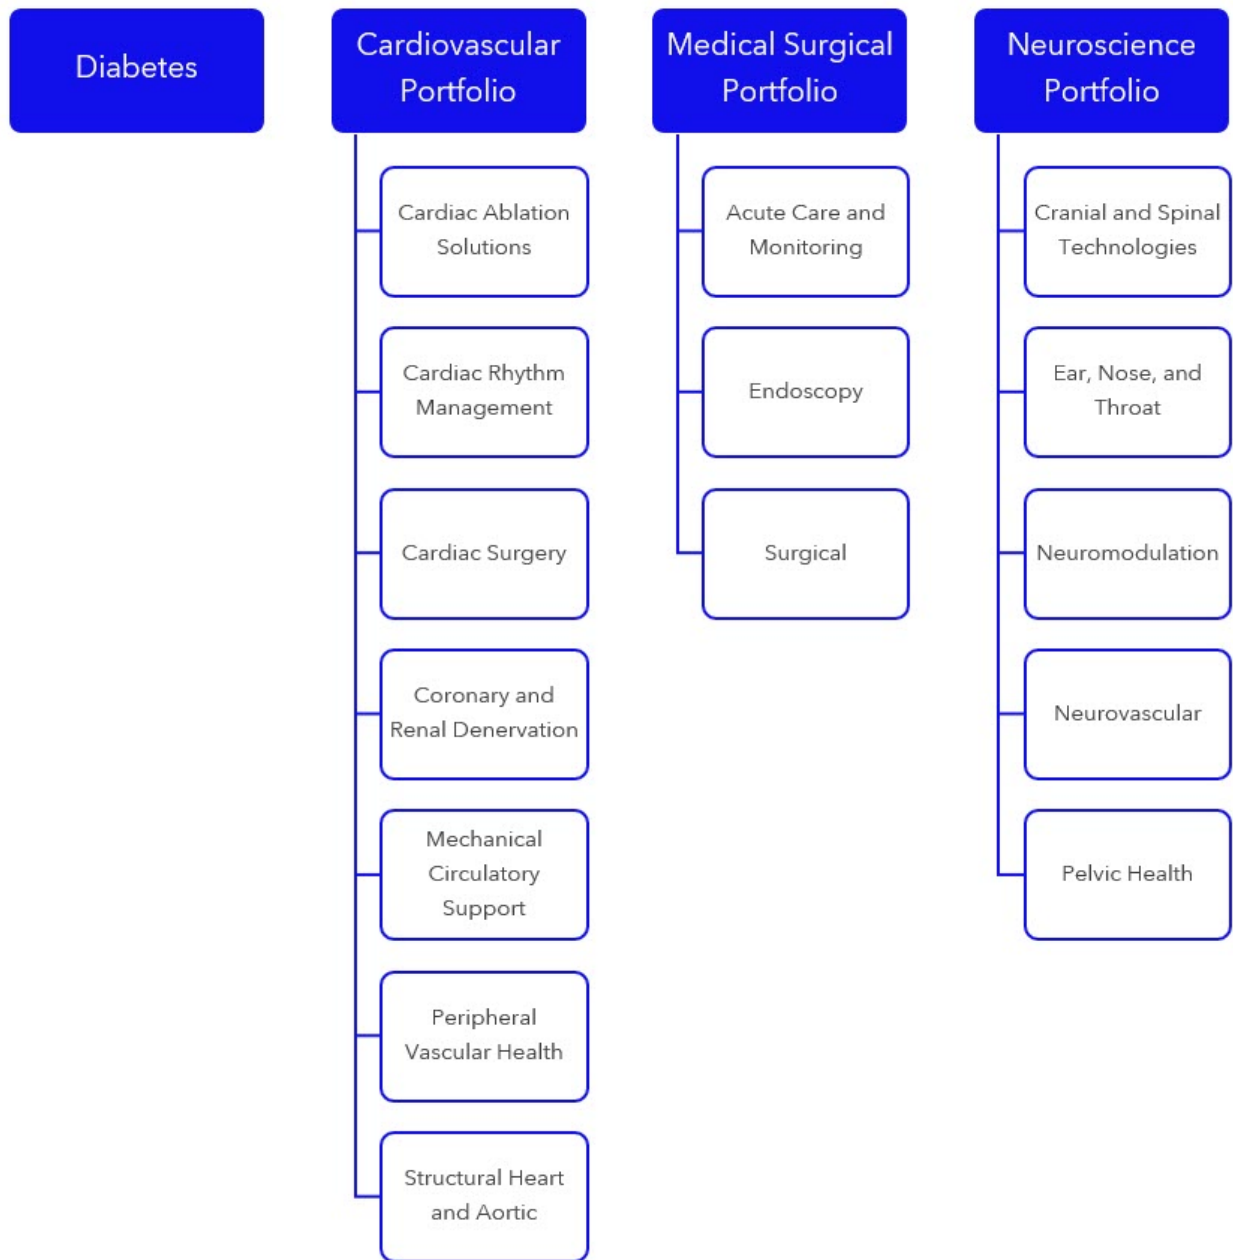 Diabetes
Cardiovascular
Portfolio
Cardiac Ablation
Solutions
Cardiac Rhythm
Management
Cardiac Surgery
Coronary and
Renal Denervation
Mechanical
Circulatory
Support
Peripheral
Vascular Health
Structural Heart
and Aortic
Medical Surgical
Portfolio
Acute Care and
Monitoring
Endoscopy
Surgical
Neuroscience
Portfolio
Cranial and Spinal
Technologies
Ear, Nose, and
Throat
Neuromodulation
Neurovascular
Pelvic Health